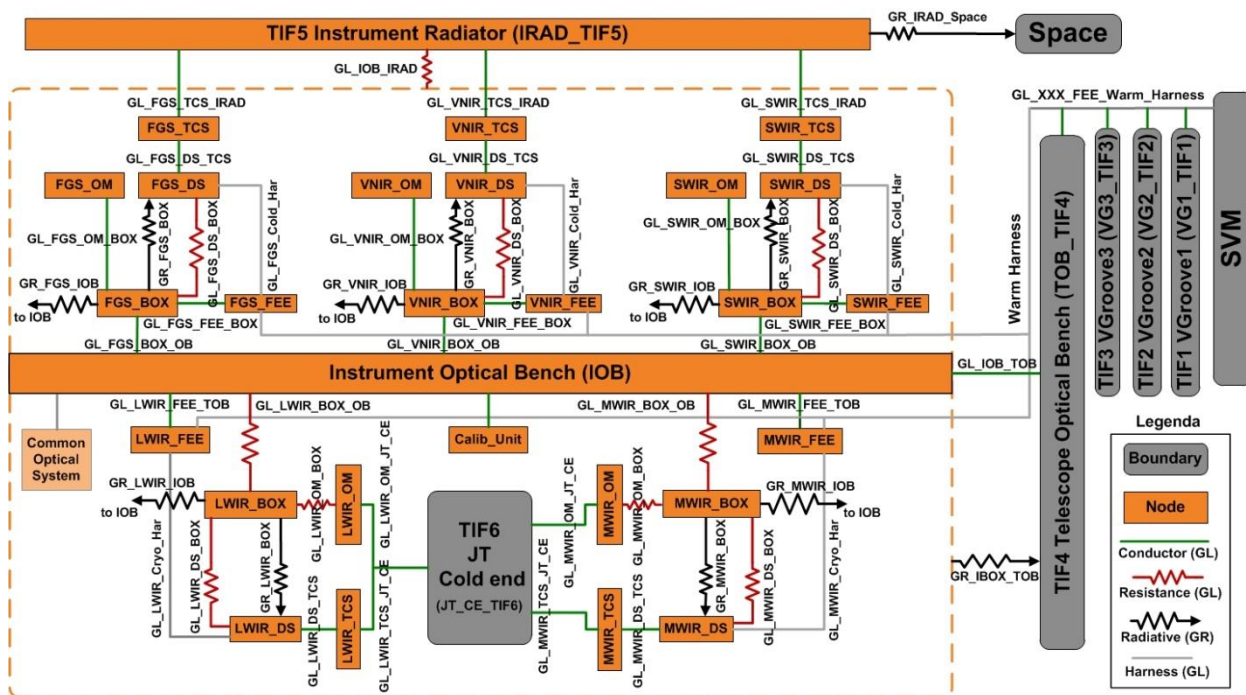 TIF5 Instrument Radiator (IRAD_TIF5)
GR_IRAD_Space
Space
GL_IOB_IRAD
GL_XXX_FEE_Warm_Harness
GL_FGS_TCS_IRAD
GL_VNIR_TCS_IRAD
GL_SWIR_TCS_IRAD
FGS_TCS
VNIR_TCS
SWIR_TCS
GL_FGS_DS_TCS
GL_VNIR_DS_TCS
GL_SWIR_DS_TCS
FGS_OM
FGS_DS
VNIR_OM
VNIR_DS
SWIR_OM
SWIR_DS
GL_FGS_OM_BOX
GR_FGS_BOX
GL_FGS_DS_BOX
GL_FGS_Cold_Har
GL_VNIR_OM_BOX
GR_VNIR_BOX
GL_VNIR_DS_BOX
GL_VNIR_Cold_Har
GL_SWIR_OM_BOX
GR_SWIR_BOX
GL_SWIR_DS_BOX
GL_SWIR_Cold_Har
GR_FGS_IOB
to IOB
FGS_BOX
FGS_FEE
GR_VNIR_IOB
to IOB
VNIR_BOX
VNIR_FEE
GR_SWIR_IOB
to IOB
SWIR_BOX
SWIR_FEE
GL_FGS_FEE_BOX
GL_VNIR_FEE_BOX
GL_SWIR_FEE_BOX
GL_FGS_BOX_OB
GL_VNIR_BOX_OB
GL_SWIR_BOX_OB
Warm Harness
TIF4 Telescope Optical Bench (TOB_TIF4)
TIF3 VGroove3 (VG3_TIF3)
TIF2 VGroove2 (VG2_TIF2)
TIF1 VGroove1 (VG1_TIF1)
SVM
Instrument Optical Bench (IOB)
GL_IOB_TOB
GL_LWIR_FEE_TOB
GL_LWIR_BOX_OB
GL_MWIR_BOX_OB
GL_MWIR_FEE_TOB
Common
Optical
System
LWIR_FEE
Calib_Unit
MWIR_FEE
GR_LWIR_IOB
to IOB
LWIR_BOX
GL_LWIR_OM_BOX
LWIR_OM
GL_LWIR_OM_JT_CE
TIF6
JT
Cold end
(JT_CE_TIF6)
GL_MWIR_OM_JT_CE
MWIR_OM
GL_MWIR_OM_BOX
MWIR_BOX
GR_MWIR_IOB
to IOB
GL_LWIR_Cryo_Har
GL_LWIR_DS_BOX
GR_LWIR_BOX
LWIR_DS
GL_LWIR_DS_TCS
LWIR_TCS
GL_LWIR_TCS_JT_CE
GL_MWIR_TCS_JT_CE
MWIR_TCS
GL_MWIR_DS_TCS
GR_MWIR_BOX
GL_MWIR_DS_BOX
MWIR_DS
GL_MWIR_Cryo_Har
GR_IBOX_TOB
Legenda
Boundary
Node
Conductor (GL)
Resistance (GL)
Radiative (GR)
Harness (GL)